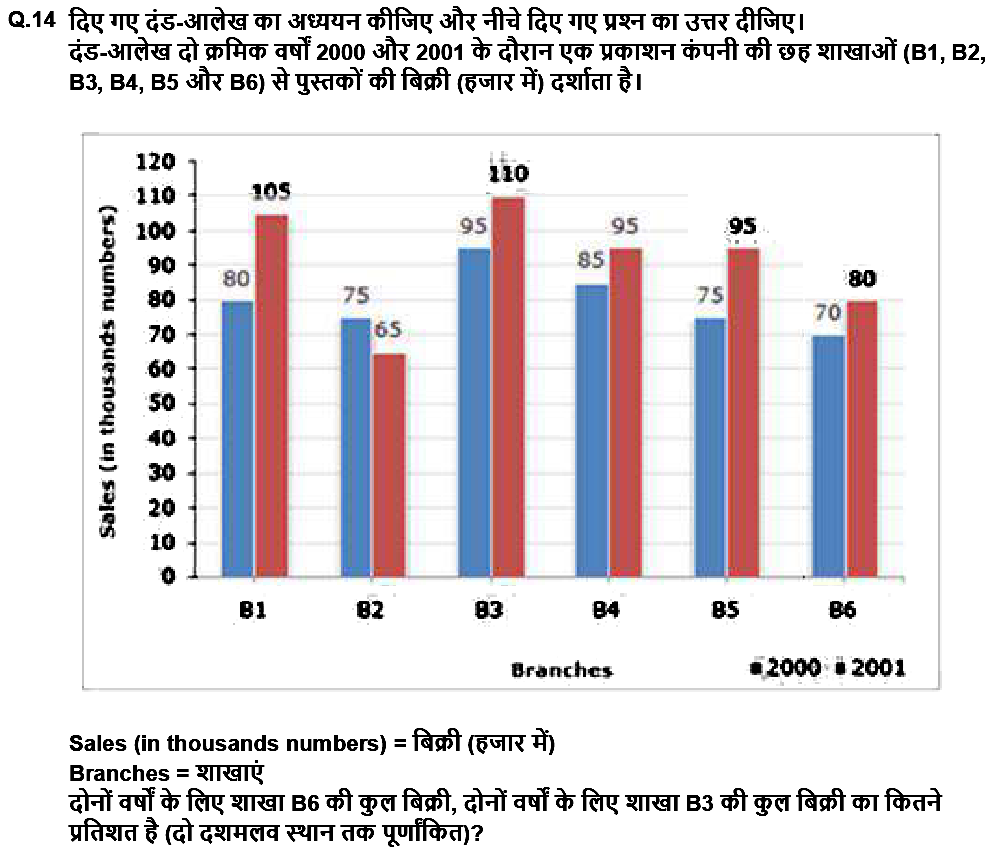 Q.14 दिए गए दंड-आलेख का अध्ययन कीजिए और नीचे दिए गए प्रश्न का उत्तर दीजिए।
दंड-आलेख दो क्रमिक वर्षों 2000 और 2001 के दौरान एक प्रकाशन कंपनी की छह शाखाओं (B1, B2,
B3, B4, B5 और B6) से पुस्तकों की बिक्री (हजार में) दर्शाता है।
Sales (in thousands numbers)
120
110
100
90
80
70
60
50
40
30
20
10
0
80 105
75 65
95 110
85 95
75 95
70 80
B1 B2 B3 B4 B5 B6
Branches 2000 2001
Sales (in thousands numbers) = बिक्री (हजार में)
Branches = शाखाएं
दोनों वर्षों के लिए शाखा B6 की कुल बिक्री, दोनों वर्षों के लिए शाखा B3 की कुल बिक्री का कितने
प्रतिशत है (दो दशमलव स्थान तक पूर्णांकित)?